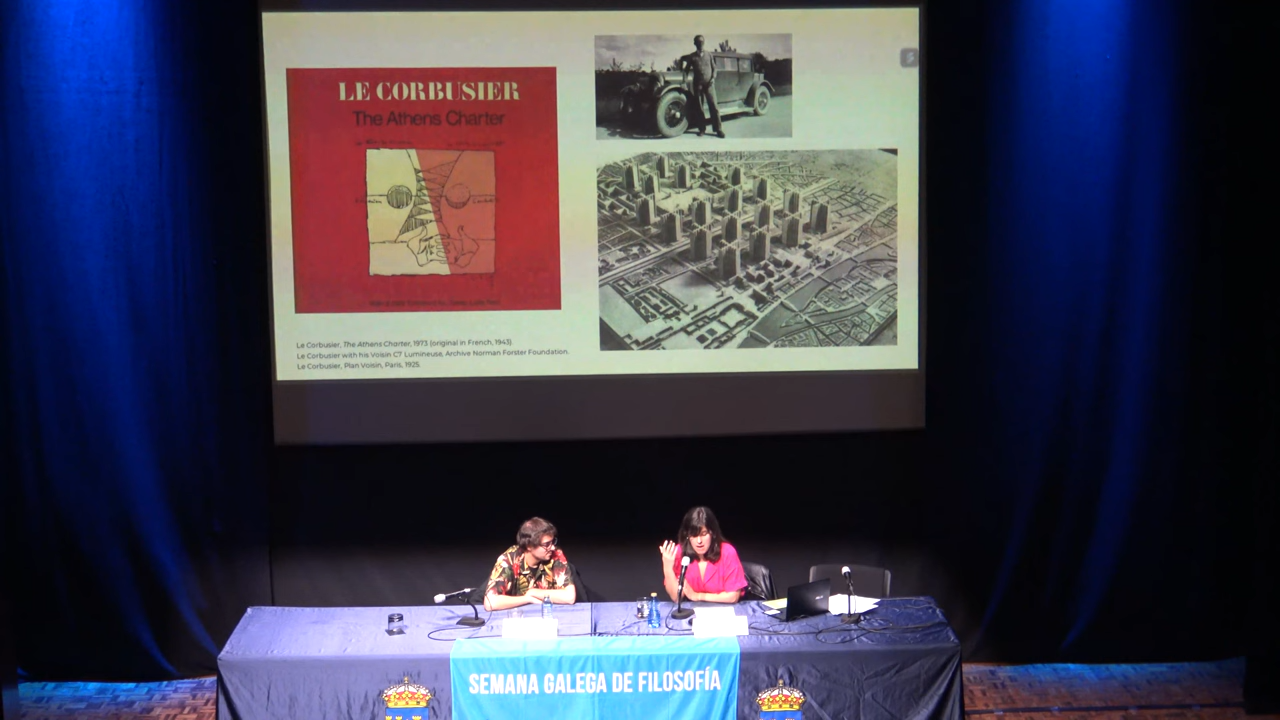 LE CORBUSIER
The Athens Charter
Le Corbusier, The Athens Charter, 1973 (original in French, 1943)
Le Corbusier with his Voisin C7 Lumineuse, Archive Norman Forster Foundation.
Le Corbusier, Plan Voisin, Paris, 1925.
SEMANA GALEGA DE FILOSOFÍA